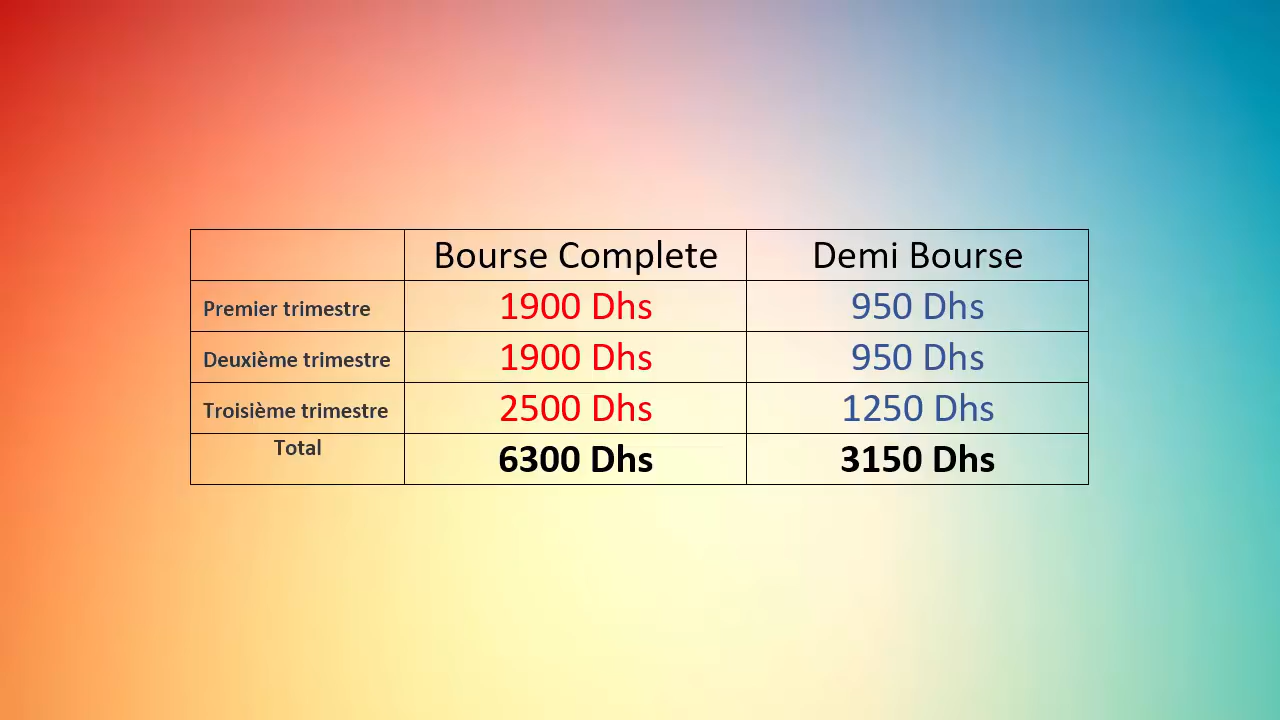 Bourse Complete Demi Bourse
Premier trimestre 1900 Dhs 950 Dhs
Deuxième trimestre 1900 Dhs 950 Dhs
Troisième trimestre 2500 Dhs 1250 Dhs
Total 6300 Dhs 3150 Dhs